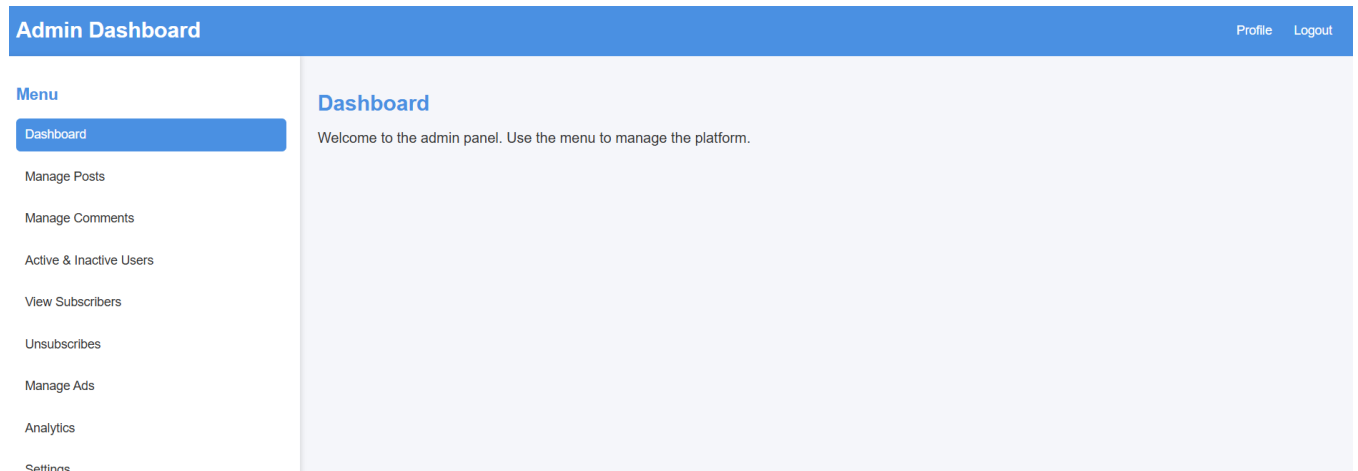 Admin Dashboard
Profile
Logout
Menu
Dashboard
Manage Posts
Manage Comments
Active & Inactive Users
View Subscribers
Unsubscribes
Manage Ads
Analytics
Settings
Dashboard
Welcome to the admin panel. Use the menu to manage the platform.